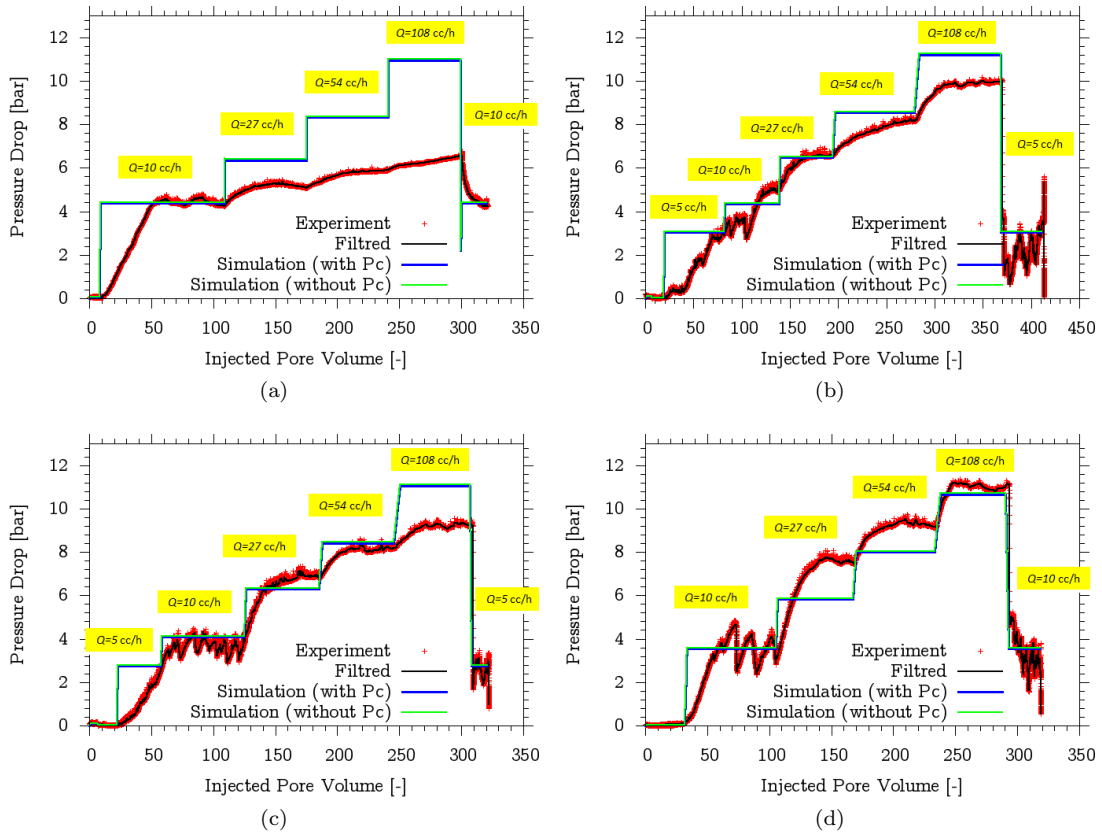 Pressure Drop [bar]
12
10
8
6
4
2
0
Q=10 cc/h
Q=27 cc/h
Q=54 cc/h
Q=108 cc/h
Q=10 cc/h
Experiment
Filtred
Simulation (with Pc)
Simulation (without Pc)
0 50 100 150 200 250 300 350
Injected Pore Volume [-]
(a)
Pressure Drop [bar]
12
10
8
6
4
2
0
Q=5 cc/h
Q=10 cc/h
Q=27 cc/h
Q=54 cc/h
Q=108 cc/h
Q=5 cc/h
Experiment
Filtred
Simulation (with Pc)
Simulation (without Pc)
0 50 100 150 200 250 300 350 400 450
Injected Pore Volume [-]
(b)
Pressure Drop [bar]
12
10
8
6
4
2
0
Q=5 cc/h
Q=10 cc/h
Q=27 cc/h
Q=54 cc/h
Q=108 cc/h
Q=5 cc/h
Experiment
Filtred
Simulation (with Pc)
Simulation (without Pc)
0 50 100 150 200 250 300 350
Injected Pore Volume [-]
(c)
Pressure Drop [bar]
12
10
8
6
4
2
0
Q=10 cc/h
Q=27 cc/h
Q=54 cc/h
Q=108 cc/h
Q=10 cc/h
Experiment
Filtred
Simulation (with Pc)
Simulation (without Pc)
0 50 100 150 200 250 300 350
Injected Pore Volume [-]
(d)